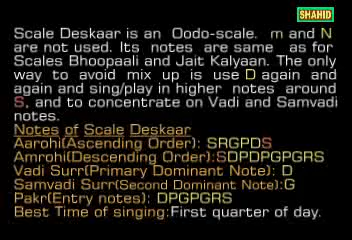 SHAHID
Scale Deskaar is an Oodo-scale. m and N
are not used. Its notes are same as for
Scales Bhoopaali and Jait Kalyaan. The only
way to avoid mix up is use D again and
again and sing/play in higher notes around
S, and to concentrate on Vadi and Samvadi
notes.
Notes of Scale Deskaar
Aarohi(Ascending Order): SRGPDS
Amrohi(Descending Order):SDPDPGPGRS
Vadi Surr(Primary Dominant Note): D
Samvadi Surr(Second Dominant Note):G
Pakr(Entry notes): DPGPGRS
Best Time of singing:First quarter of day.